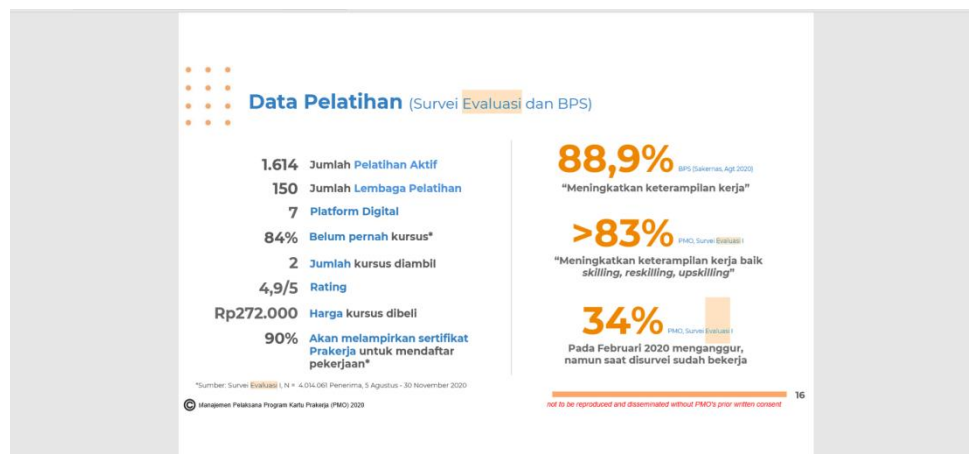 Data Pelatihan (Survei Evaluasi dan BPS)
1.614 Jumlah Pelatihan Aktif
150 Jumlah Lembaga Pelatihan
7 Platform Digital
84% Belum pernah kursus*
2 Jumlah kursus diambil
4,9/5 Rating
Rp272.000 Harga kursus dibeli
90% Akan melampirkan sertifikat
Prakerja untuk mendaftar
pekerjaan*
88,9% BPS (Sakernas, Agt 2020)
“Meningkatkan keterampilan kerja”
>83% PMO, Survei Evaluasi I
“Meningkatkan keterampilan kerja baik
skilling, reskilling, upskilling”
34% PMO, Survei Evaluasi I
Pada Februari 2020 menganggur,
namun saat disurvei sudah bekerja
*Sumber: Survei Evaluasi I, N = 4.014.061 Penerima, 5 Agustus - 30 November 2020
© Manajemen Pelaksana Program Kartu Prakerja (PMO) 2020
16
not to be reproduced and disseminated without PMO's prior written consent